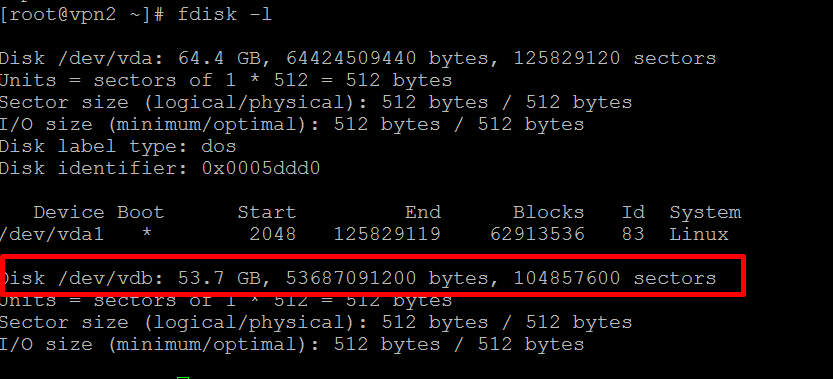 [root@vpn2 ~]# fdisk -l
Disk /dev/vda: 64.4 GB, 64424509440 bytes, 125829120 sectors
Units = sectors of 1 * 512 = 512 bytes
Sector size (logical/physical): 512 bytes / 512 bytes
I/O size (minimum/optimal): 512 bytes / 512 bytes
Disk label type: dos
Disk identifier: 0x0005ddd0
Device Boot Start End Blocks Id System
/dev/vda1 * 2048 125829119 62913536 83 Linux
Disk /dev/vdb: 53.7 GB, 53687091200 bytes, 104857600 sectors
Units = sectors of 1 * 512 = 512 bytes
Sector size (logical/physical): 512 bytes / 512 bytes
I/O size (minimum/optimal): 512 bytes / 512 bytes